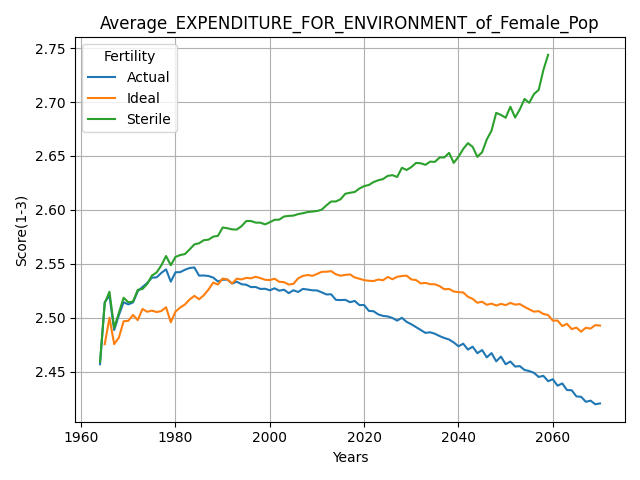 Average_EXPENDITURE_FOR_ENVIRONMENT_of_Female_Pop
Fertility
Actual
Ideal
Sterile
2.75
2.70
2.65
2.60
2.55
2.50
2.45
Score(1-3)
1960
1980
2000
2020
2040
2060
Years